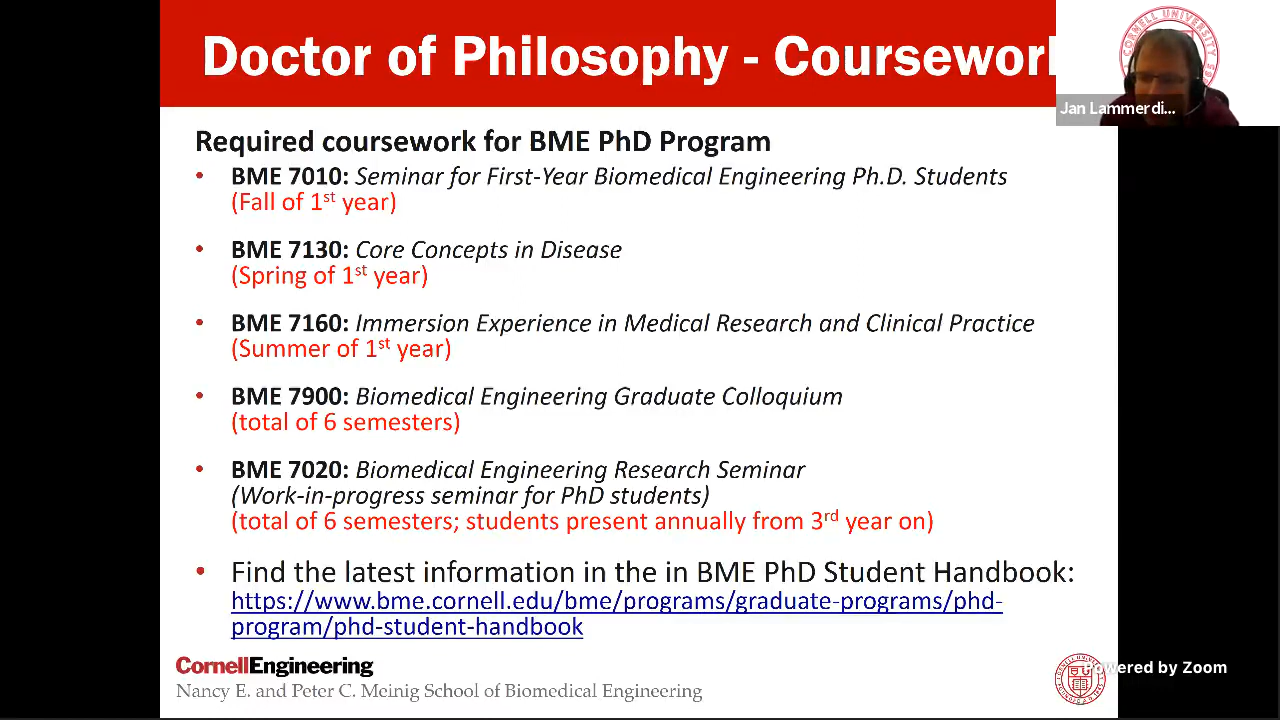 Doctor of Philosophy - Coursework
CORNELL UNIVERSITY
Jan Lammerdi...
Required coursework for BME PhD Program
• BME 7010: Seminar for First-Year Biomedical Engineering Ph.D. Students
(Fall of 1st year)
• BME 7130: Core Concepts in Disease
(Spring of 1st year)
• BME 7160: Immersion Experience in Medical Research and Clinical Practice
(Summer of 1st year)
• BME 7900: Biomedical Engineering Graduate Colloquium
(total of 6 semesters)
• BME 7020: Biomedical Engineering Research Seminar
(Work-in-progress seminar for PhD students)
(total of 6 semesters; students present annually from 3rd year on)
• Find the latest information in the in BME PhD Student Handbook:
https://www.bme.cornell.edu/bme/programs/graduate-programs/phd-
program/phd-student-handbook
CornellEngineering
Nancy E. and Peter C. Meinig School of Biomedical Engineering
Powered by Zoom